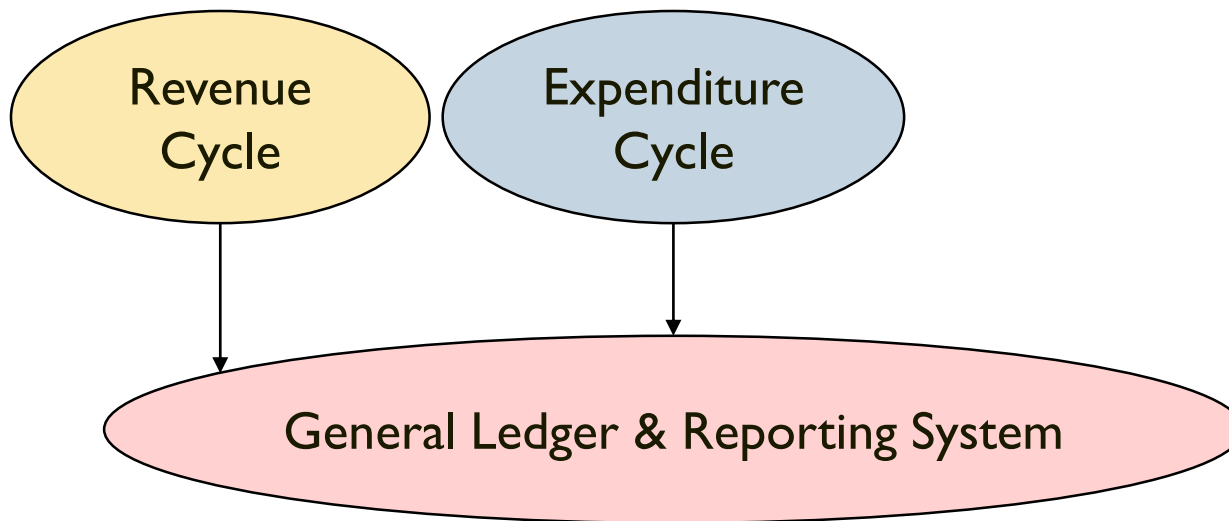 Revenue
Cycle
Expenditure
Cycle
General Ledger & Reporting System